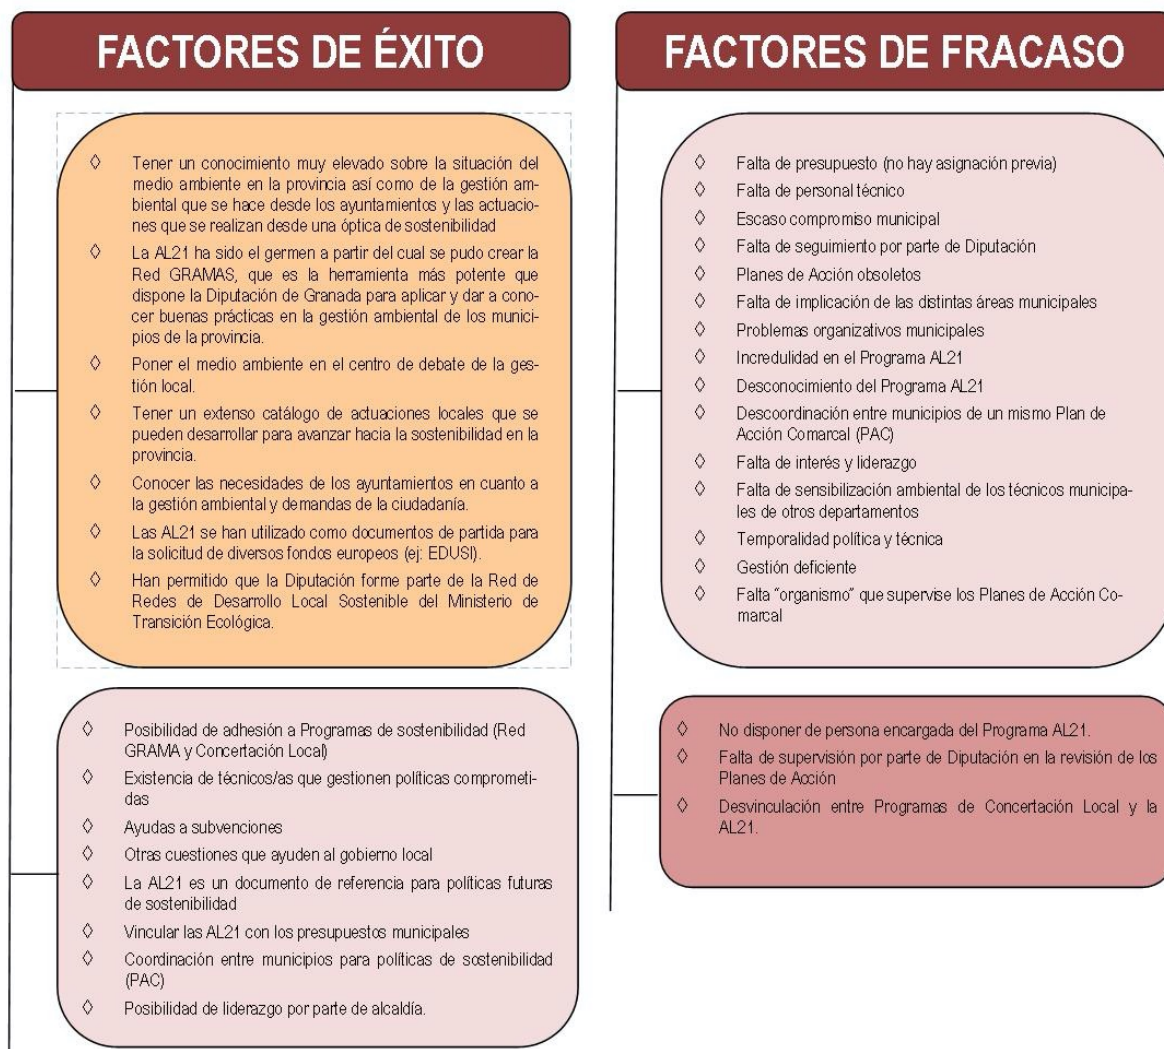 FACTORES DE ÉXITO
◊ Tener un conocimiento muy elevado sobre la situación del
medio ambiente en la provincia así como de la gestión am-
biental que se hace desde los ayuntamientos y las actuacio-
nes que se realizan desde una óptica de sostenibilidad
◊ La AL21 ha sido el germen a partir del cual se pudo crear la
Red GRAMAS, que es la herramienta más potente que
dispone la Diputación de Granada para aplicar y dar a cono-
cer buenas prácticas en la gestión ambiental de los munici-
pios de la provincia.
◊ Poner el medio ambiente en el centro de debate de la ges-
tión local.
◊ Tener un extenso catálogo de actuaciones locales que se
pueden desarrollar para avanzar hacia la sostenibilidad en la
provincia.
◊ Conocer las necesidades de los ayuntamientos en cuanto a
la gestión ambiental y demandas de la ciudadanía.
◊ Las AL21 se han utilizado como documentos de partida para
la solicitud de diversos fondos europeos (ej: EDUSI).
◊ Han permitido que la Diputación forme parte de la Red de
Redes de Desarrollo Local Sostenible del Ministerio de
Transición Ecológica.
◊ Posibilidad de adhesión a Programas de sostenibilidad (Red
GRAMA y Concertación Local)
◊ Existencia de técnicos/as que gestionen políticas comprometi-
das
◊ Ayudas a subvenciones
◊ Otras cuestiones que ayuden al gobierno local
◊ La AL21 es un documento de referencia para políticas futuras
de sostenibilidad
◊ Vincular las AL21 con los presupuestos municipales
◊ Coordinación entre municipios para políticas de sostenibilidad
(PAC)
◊ Posibilidad de liderazgo por parte de alcaldía.
FACTORES DE FRACASO
◊ Falta de presupuesto (no hay asignación previa)
◊ Falta de personal técnico
◊ Escaso compromiso municipal
◊ Falta de seguimiento por parte de Diputación
◊ Planes de Acción obsoletos
◊ Falta de implicación de las distintas áreas municipales
◊ Problemas organizativos municipales
◊ Incredulidad en el Programa AL21
◊ Desconocimiento del Programa AL21
◊ Descoordinación entre municipios de un mismo Plan de
Acción Comarcal (PAC)
◊ Falta de interés y liderazgo
◊ Falta de sensibilización ambiental de los técnicos municipa-
les de otros departamentos
◊ Temporalidad política y técnica
◊ Gestión deficiente
◊ Falta "organismo" que supervise los Planes de Acción Co-
marcal
◊ No disponer de persona encargada del Programa AL21.
◊ Falta de supervisión por parte de Diputación en la revisión de los
Planes de Acción
◊ Desvinculación entre Programas de Concertación Local y la
AL21.